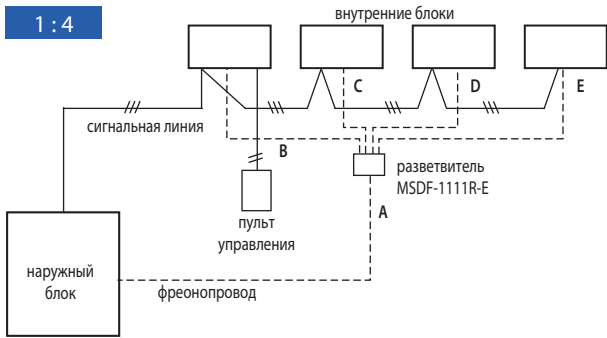 1 : 4
внутренние блоки
C
D
E
сигнальная линия
B
разветвитель
MSDF-1111R-E
A
пульт
управления
наружный
блок
фреонопровод